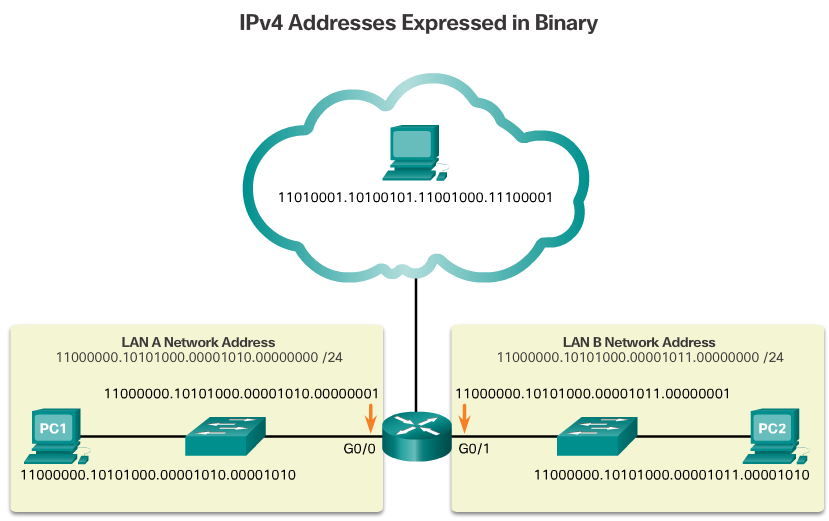 IPv4 Addresses Expressed in Binary
11010001.10100101.11001000.11100001
LAN A Network Address
11000000.10101000.00001010.00000000 /24
11000000.10101000.00001010.00000001
PC1
G0/0
11000000.10101000.00001010.00001010
LAN B Network Address
11000000.10101000.00001011.00000000 /24
11000000.10101000.00001011.00000001
G0/1
PC2
11000000.10101000.00001011.00001010